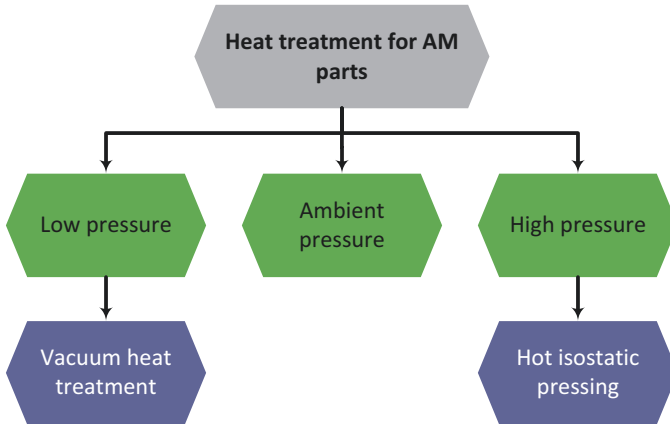 Heat treatment for AM
parts
Low pressure
Ambient
pressure
High pressure
Vacuum heat
treatment
Hot isostatic
pressing